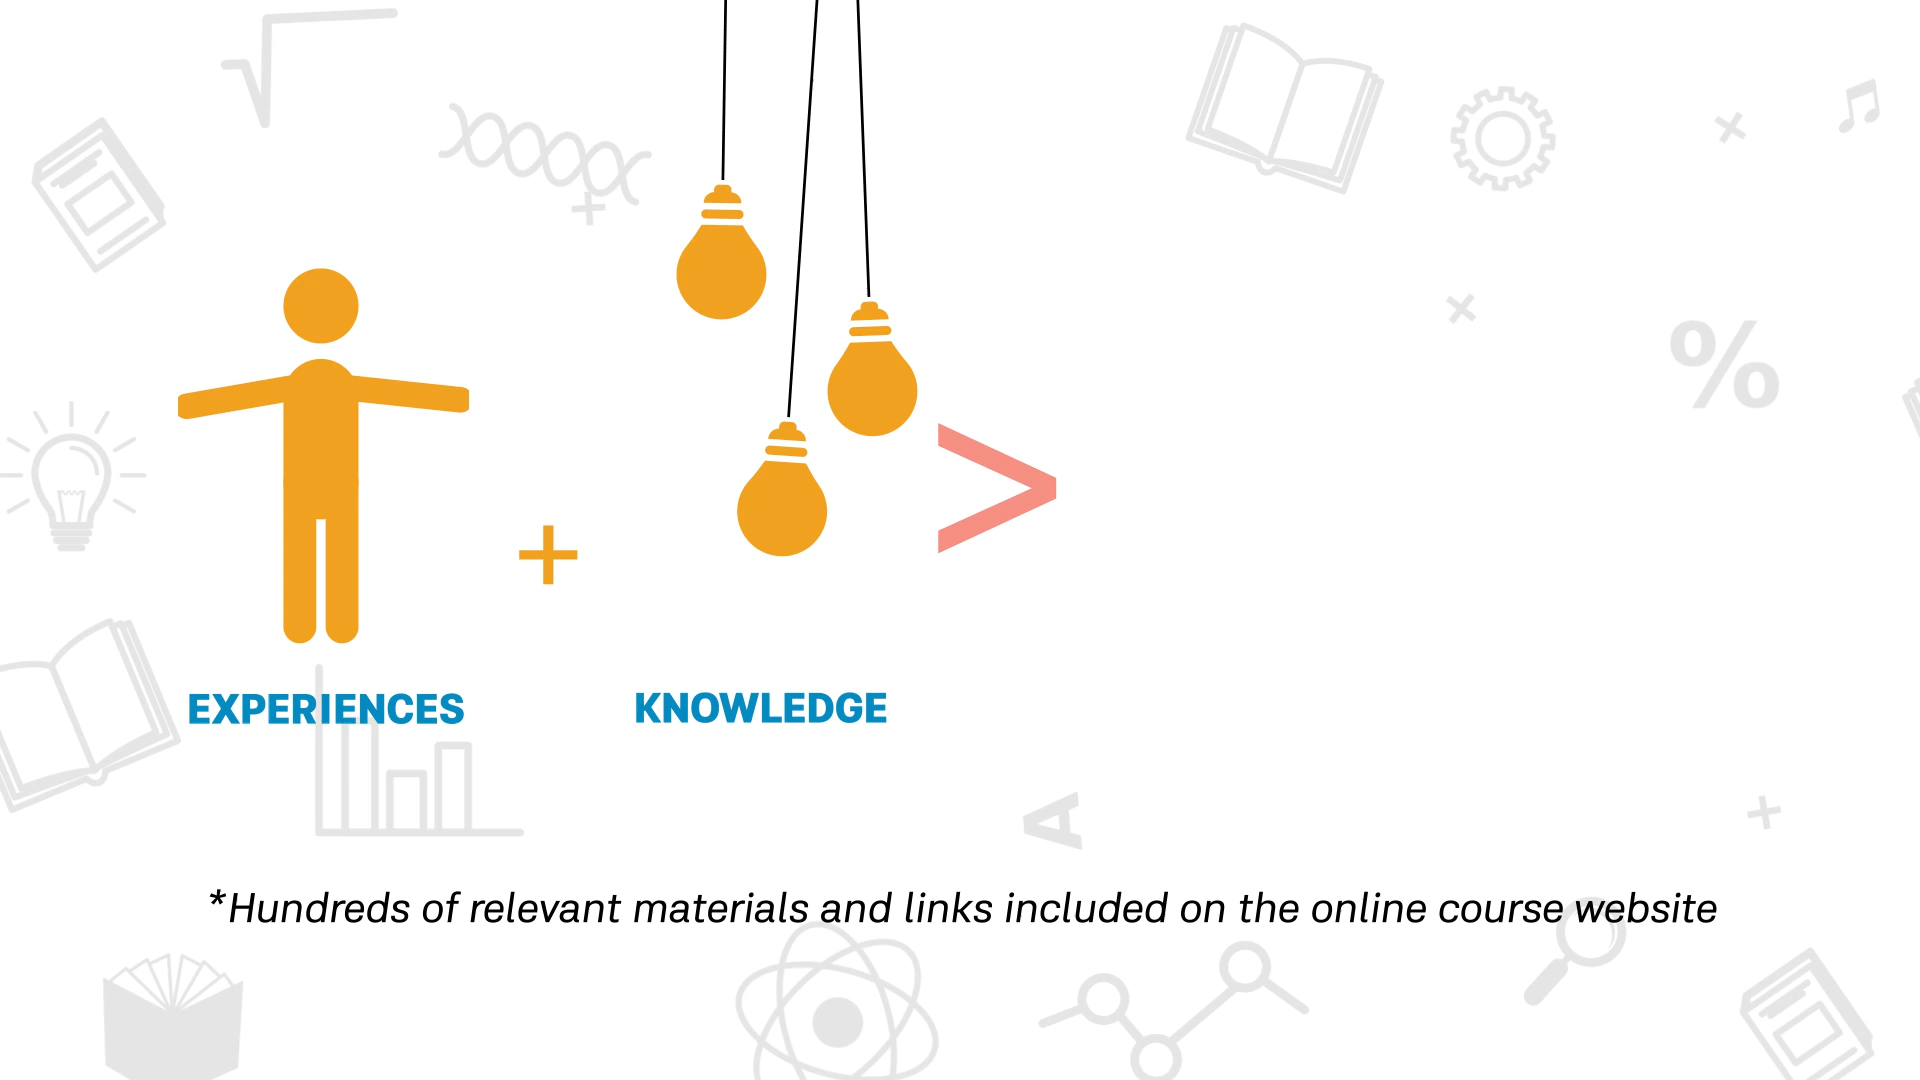 +
>
EXPERIENCES
KNOWLEDGE
*Hundreds of relevant materials and links included on the online course website
%
A